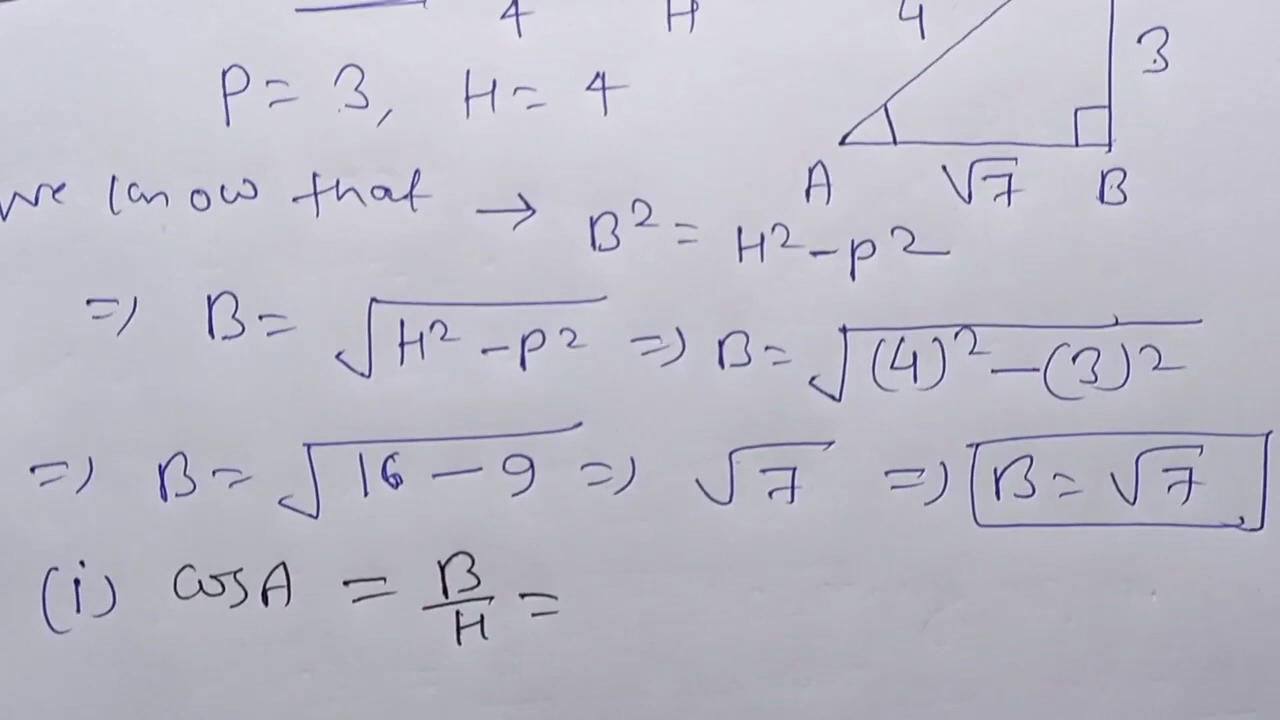 4 H 4
P = 3, H = 4 3
we know that → A √7 B
B² = H² - P²
=> B = √H² - P² => B = √(4)² - (3)²
=> B = √16 - 9 => √7 => B = √7
(i) cosA = B/H =